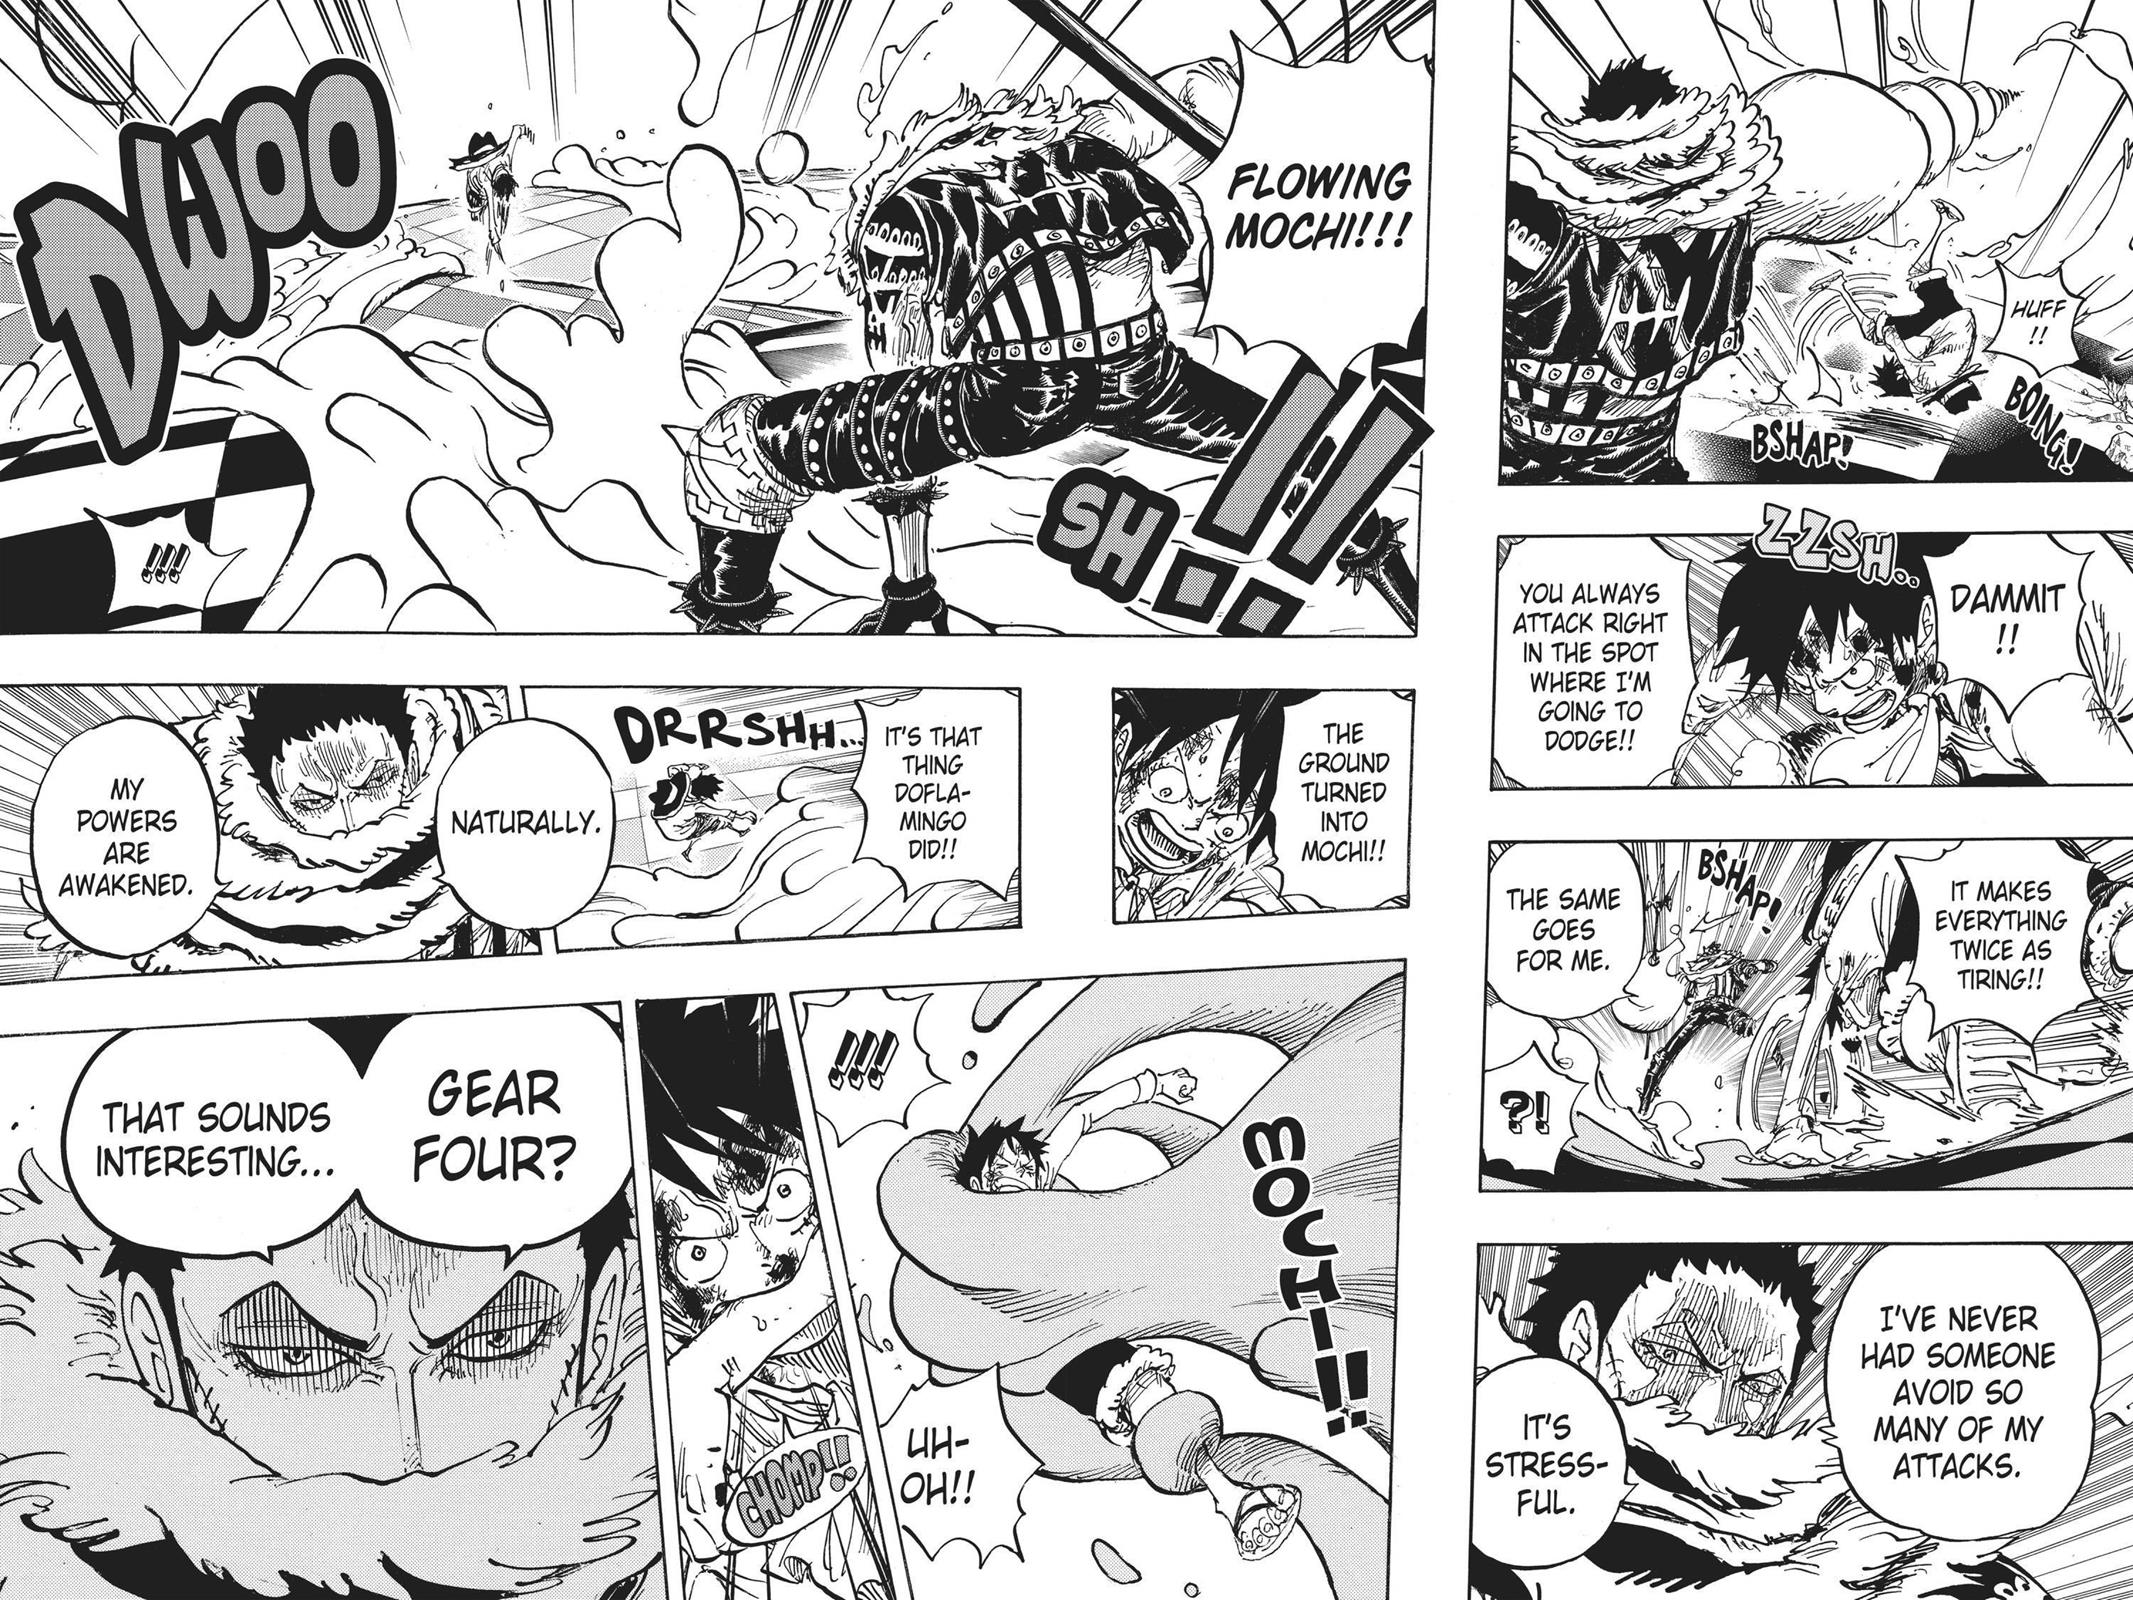 HUFF
!!
BOING!
BSHAP!
ZZSH..
DAMMIT
!!
YOU ALWAYS
ATTACK RIGHT
IN THE SPOT
WHERE I'M
GOING TO
DODGE!!
IT MAKES
EVERYTHING
TWICE AS
TIRING!!
BSHAP!
THE SAME
GOES
FOR ME.
?!
I'VE NEVER
HAD SOMEONE
AVOID SO
MANY OF MY
ATTACKS.
IT'S
STRESS-
FUL.
FLOWING
MOCHI!!!
SH..!!
DWOO
!!!
THE
GROUND
TURNED
INTO
MOCHI!!
IT'S THAT
THING
DOFLA-
MINGO
DID!!
DRRSHH...
NATURALLY.
MY
POWERS
ARE
AWAKENED.
MOCHI!!
!!!
UH-
OH!!
CHOMP!!
GEAR
FOUR?
THAT SOUNDS
INTERESTING...